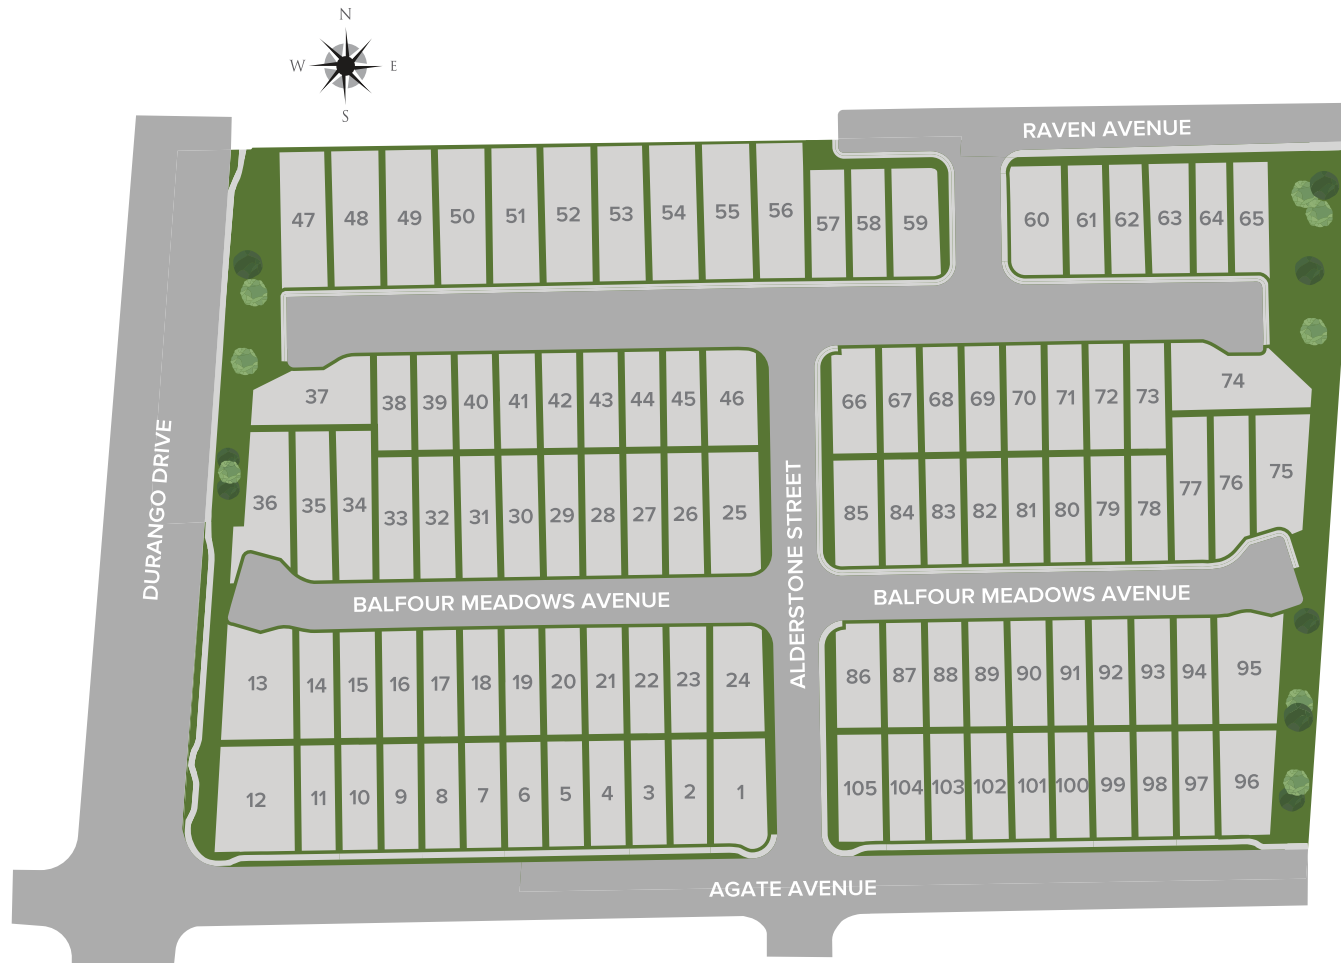 N
W E
S
RAVEN AVENUE
47 48 49 50 51 52 53 54 55 56 57 58 59 60 61 62 63 64 65
37 38 39 40 41 42 43 44 45 46 66 67 68 69 70 71 72 73 74
36 35 34 33 32 31 30 29 28 27 26 25 85 84 83 82 81 80 79 78 77 76 75
DURANGO DRIVE
ALDERSTONE STREET
BALFOUR MEADOWS AVENUE BALFOUR MEADOWS AVENUE
13 14 15 16 17 18 19 20 21 22 23 24 86 87 88 89 90 91 92 93 94 95
12 11 10 9 8 7 6 5 4 3 2 1 105 104 103 102 101 100 99 98 97 96
AGATE AVENUE